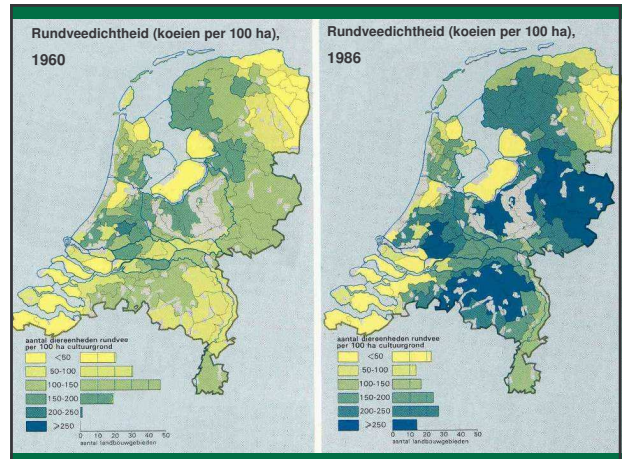 Rundveedichtheid (koeien per 100 ha),
1960
aantal diereenheden rundvee
per 100 ha cultuurgrond
<50
50-100
100-150
150-200
200-250
⩾250
0 10 20 30 40 50
aantal landbouwgebieden
Rundveedichtheid (koeien per 100 ha),
1986
aantal diereenheden rundvee
per 100 ha cultuurgrond
<50
50-100
100-150
150-200
200-250
⩾250
0 10 20 30 40 50
aantal landbouwgebieden